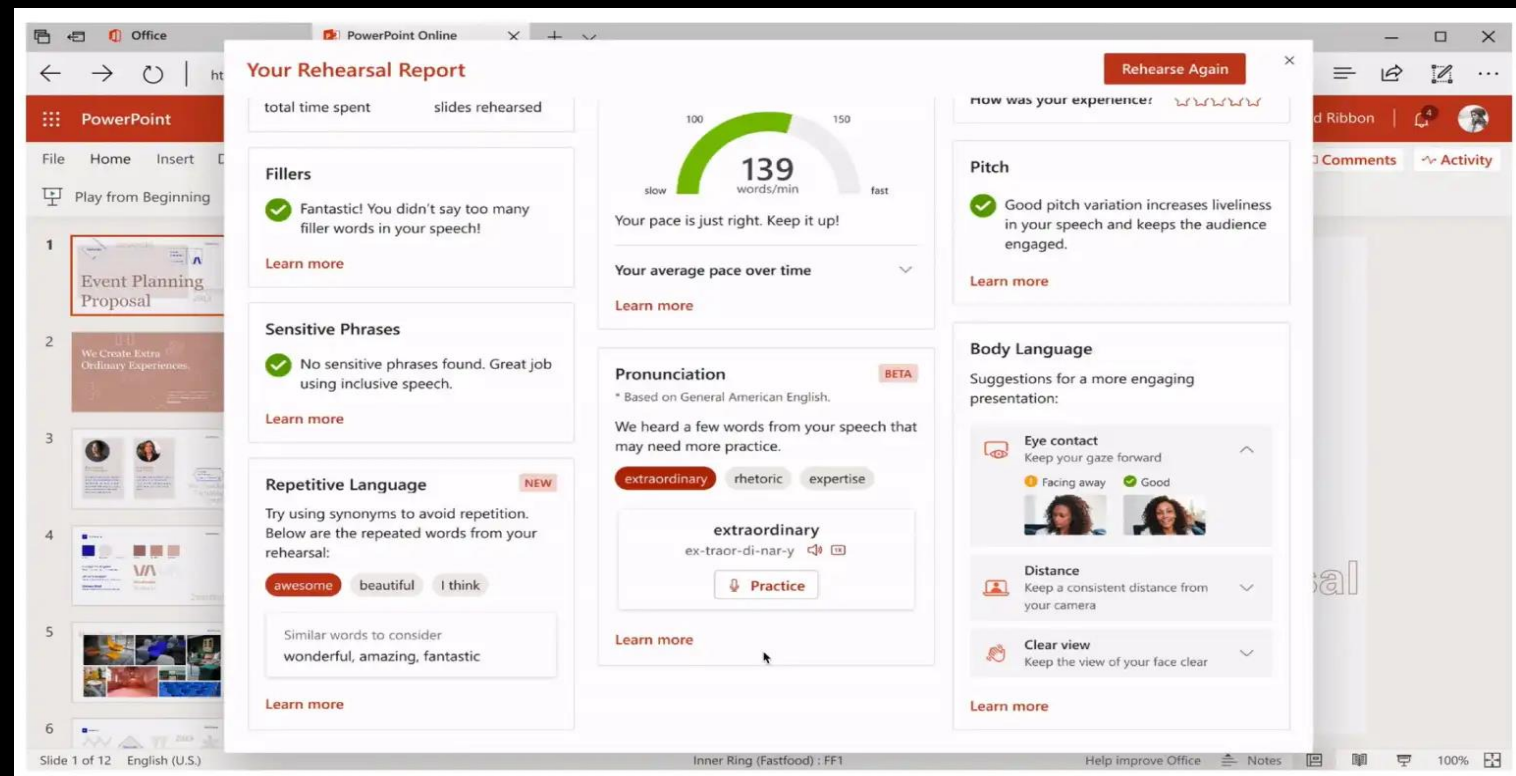 Office
PowerPoint Online
ht
Your Rehearsal Report
Rehearse Again
PowerPoint
d Ribbon
4
File Home Insert
Comments
Activity
Play from Beginning
total time spent
slides rehearsed
Fillers
Fantastic! You didn't say too many
filler words in your speech!
Learn more
Sensitive Phrases
No sensitive phrases found. Great job
using inclusive speech.
Learn more
Repetitive Language
NEW
Try using synonyms to avoid repetition.
Below are the repeated words from your
rehearsal:
awesome beautiful I think
Similar words to consider
wonderful, amazing, fantastic
Learn more
100 150
139
slow words/min fast
Your pace is just right. Keep it up!
Your average pace over time
Learn more
Pronunciation
BETA
* Based on General American English.
We heard a few words from your speech that
may need more practice.
extraordinary rhetoric expertise
extraordinary
ex-traor-di-nar-y
Practice
Learn more
How was your experience?
Pitch
Good pitch variation increases liveliness
in your speech and keeps the audience
engaged.
Learn more
Body Language
Suggestions for a more engaging
presentation:
Eye contact
Keep your gaze forward
Facing away Good
Distance
Keep a consistent distance from
your camera
Clear view
Keep the view of your face clear
Learn more
1
Event Planning
Proposal
2
We Create Extra
Ordinary Experiences.
3
4
5
6
sal
Slide 1 of 12 English (U.S.)
Inner Ring (Fastfood) : FF1
Help improve Office
Notes
100%